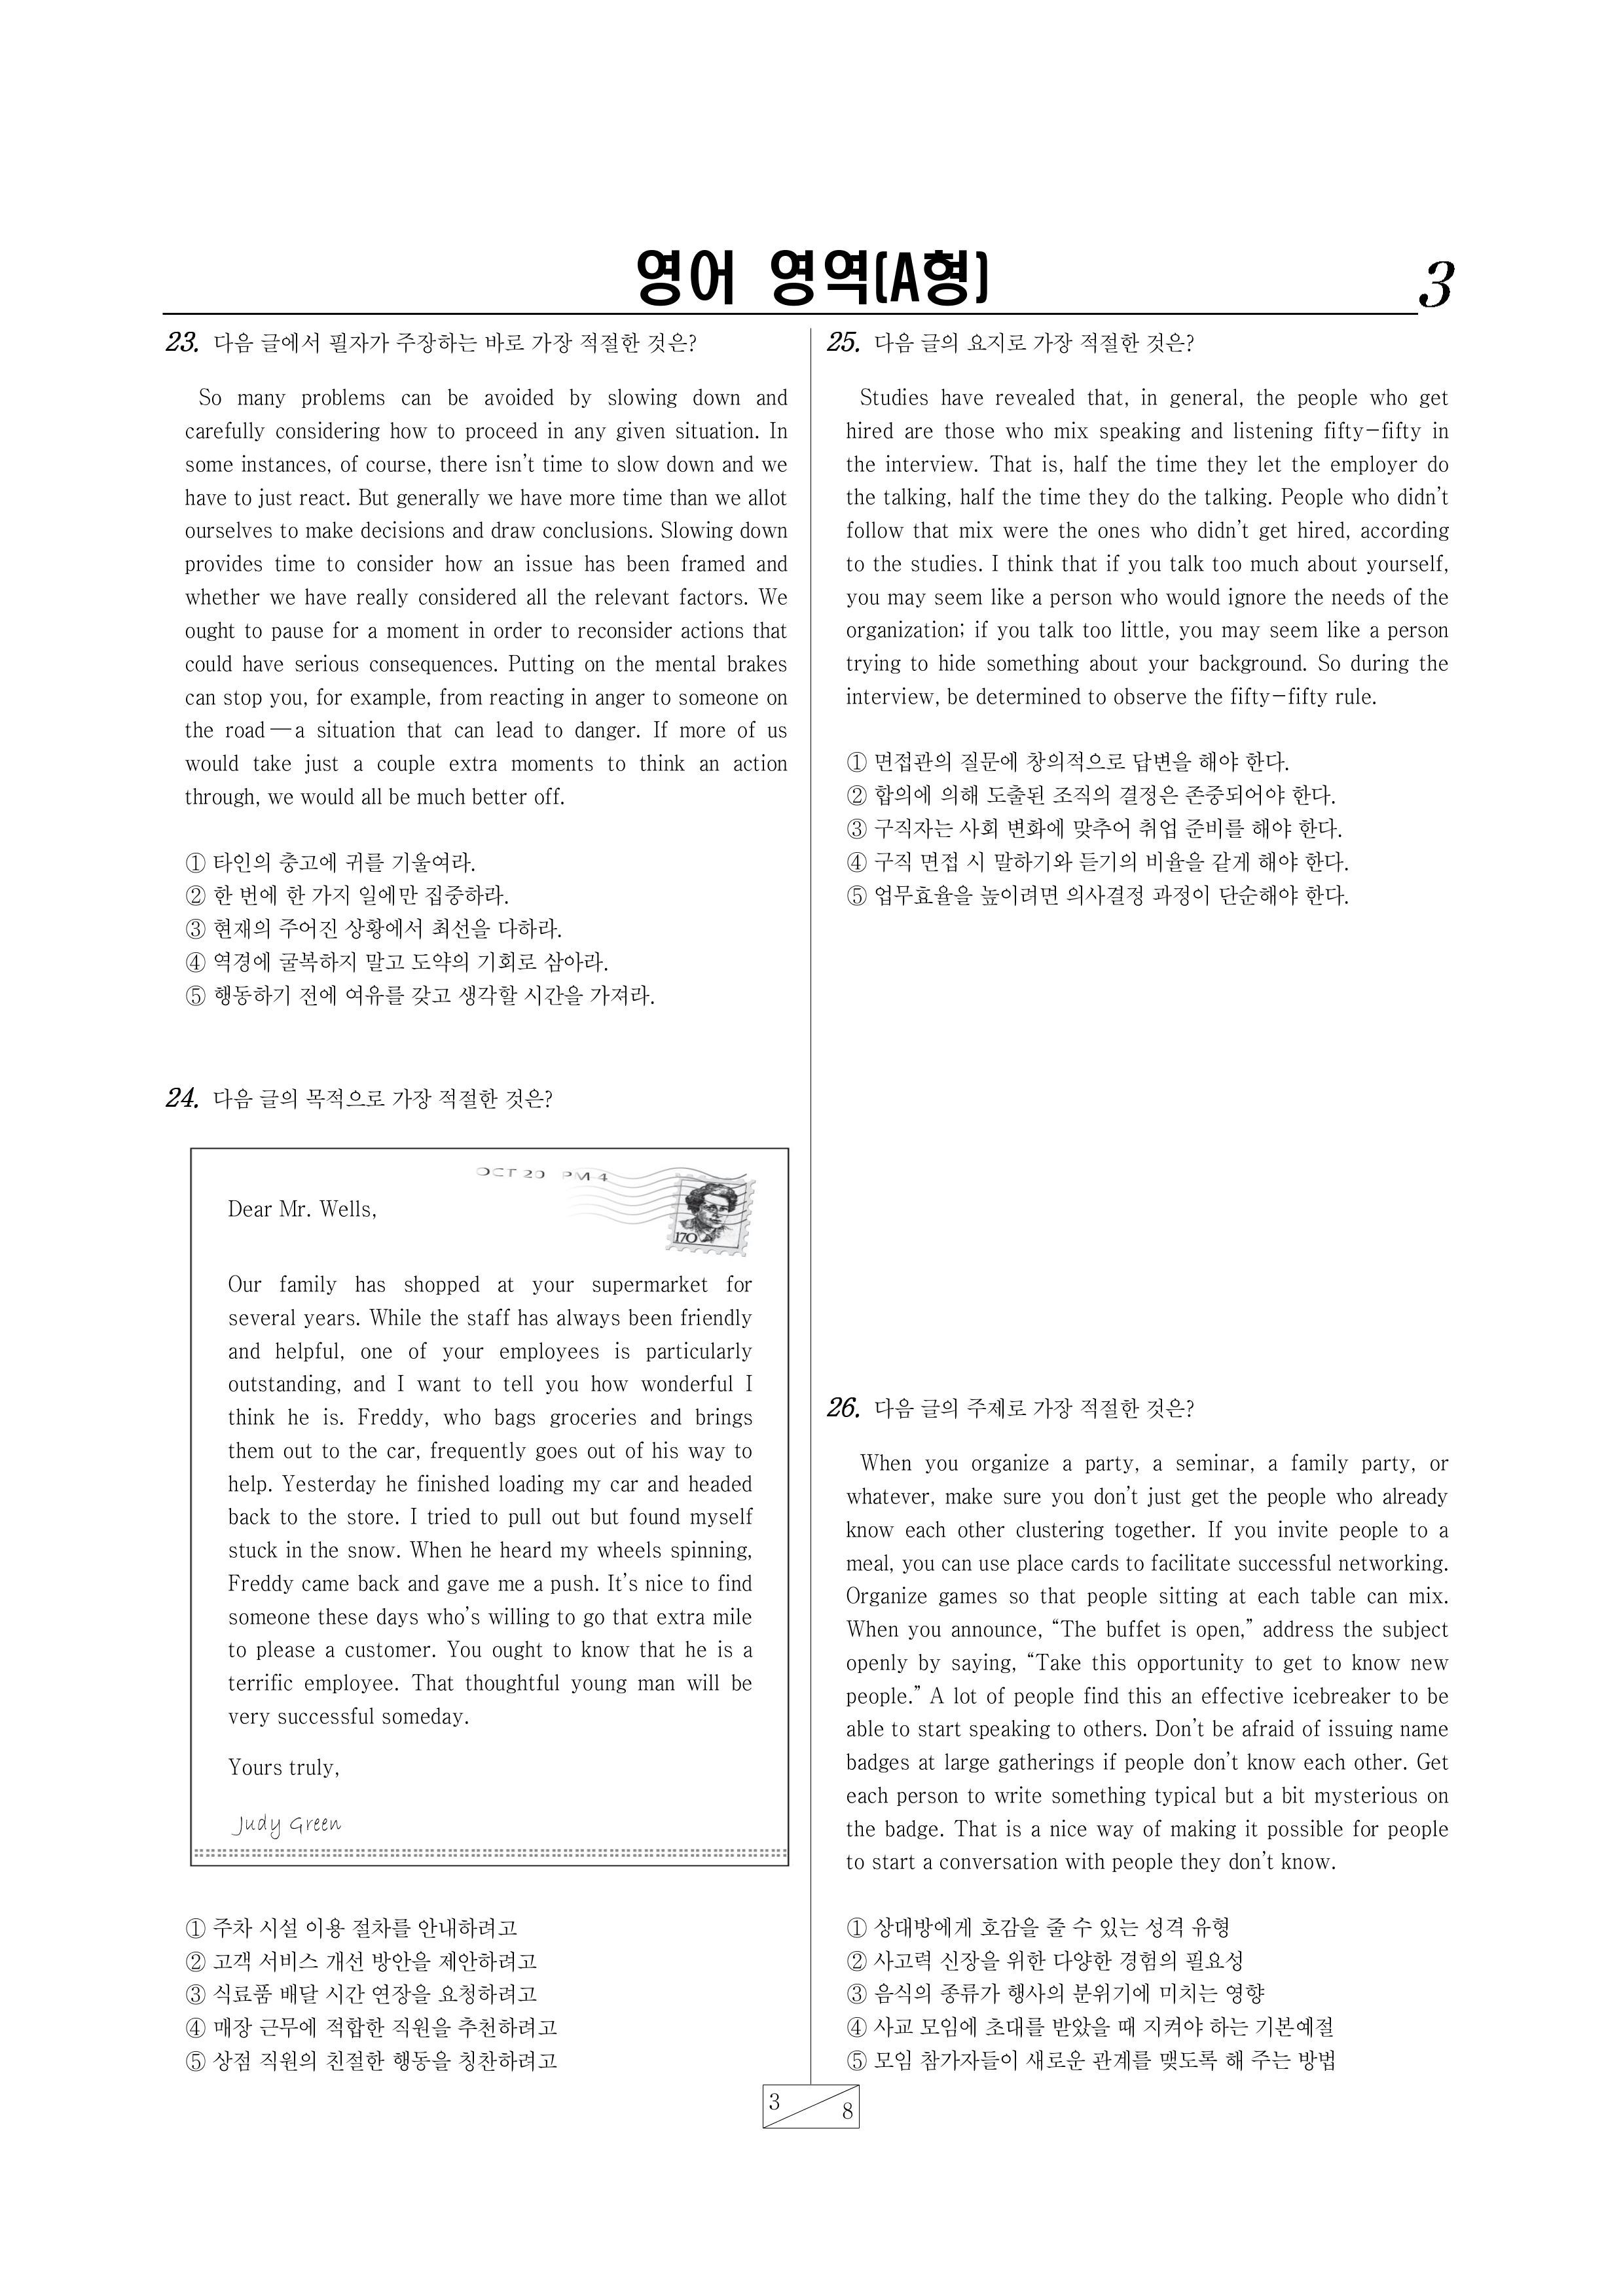 영어 영역(A형)
3
23. 다음 글에서 필자가 주장하는 바로 가장 적절한 것은?
So many problems can be avoided by slowing down and
carefully considering how to proceed in any given situation. In
some instances, of course, there isn't time to slow down and we
have to just react. But generally we have more time than we allot
ourselves to make decisions and draw conclusions. Slowing down
provides time to consider how an issue has been framed and
whether we have really considered all the relevant factors. We
ought to pause for a moment in order to reconsider actions that
could have serious consequences. Putting on the mental brakes
can stop you, for example, from reacting in anger to someone on
the road — a situation that can lead to danger. If more of us
would take just a couple extra moments to think an action
through, we would all be much better off.
① 타인의 충고에 귀를 기울여라.
② 한 번에 한 가지 일에만 집중하라.
③ 현재의 주어진 상황에서 최선을 다하라.
④ 역경에 굴복하지 말고 도약의 기회로 삼아라.
⑤ 행동하기 전에 여유를 갖고 생각할 시간을 가져라.
24. 다음 글의 목적으로 가장 적절한 것은?
OCT 20 PM 4
170
Dear Mr. Wells,
Our family has shopped at your supermarket for
several years. While the staff has always been friendly
and helpful, one of your employees is particularly
outstanding, and I want to tell you how wonderful I
think he is. Freddy, who bags groceries and brings
them out to the car, frequently goes out of his way to
help. Yesterday he finished loading my car and headed
back to the store. I tried to pull out but found myself
stuck in the snow. When he heard my wheels spinning,
Freddy came back and gave me a push. It's nice to find
someone these days who's willing to go that extra mile
to please a customer. You ought to know that he is a
terrific employee. That thoughtful young man will be
very successful someday.
Yours truly,
Judy Green
① 주차 시설 이용 절차를 안내하려고
② 고객 서비스 개선 방안을 제안하려고
③ 식료품 배달 시간 연장을 요청하려고
④ 매장 근무에 적합한 직원을 추천하려고
⑤ 상점 직원의 친절한 행동을 칭찬하려고
25. 다음 글의 요지로 가장 적절한 것은?
Studies have revealed that, in general, the people who get
hired are those who mix speaking and listening fifty-fifty in
the interview. That is, half the time they let the employer do
the talking, half the time they do the talking. People who didn't
follow that mix were the ones who didn't get hired, according
to the studies. I think that if you talk too much about yourself,
you may seem like a person who would ignore the needs of the
organization; if you talk too little, you may seem like a person
trying to hide something about your background. So during the
interview, be determined to observe the fifty-fifty rule.
① 면접관의 질문에 창의적으로 답변을 해야 한다.
② 합의에 의해 도출된 조직의 결정은 존중되어야 한다.
③ 구직자는 사회 변화에 맞추어 취업 준비를 해야 한다.
④ 구직 면접 시 말하기와 듣기의 비율을 같게 해야 한다.
⑤ 업무효율을 높이려면 의사결정 과정이 단순해야 한다.
26. 다음 글의 주제로 가장 적절한 것은?
When you organize a party, a seminar, a family party, or
whatever, make sure you don't just get the people who already
know each other clustering together. If you invite people to a
meal, you can use place cards to facilitate successful networking.
Organize games so that people sitting at each table can mix.
When you announce, “The buffet is open,” address the subject
openly by saying, “Take this opportunity to get to know new
people.” A lot of people find this an effective icebreaker to be
able to start speaking to others. Don't be afraid of issuing name
badges at large gatherings if people don't know each other. Get
each person to write something typical but a bit mysterious on
the badge. That is a nice way of making it possible for people
to start a conversation with people they don't know.
① 상대방에게 호감을 줄 수 있는 성격 유형
② 사고력 신장을 위한 다양한 경험의 필요성
③ 음식의 종류가 행사의 분위기에 미치는 영향
④ 사교 모임에 초대를 받았을 때 지켜야 하는 기본예절
⑤ 모임 참가자들이 새로운 관계를 맺도록 해 주는 방법
3
8